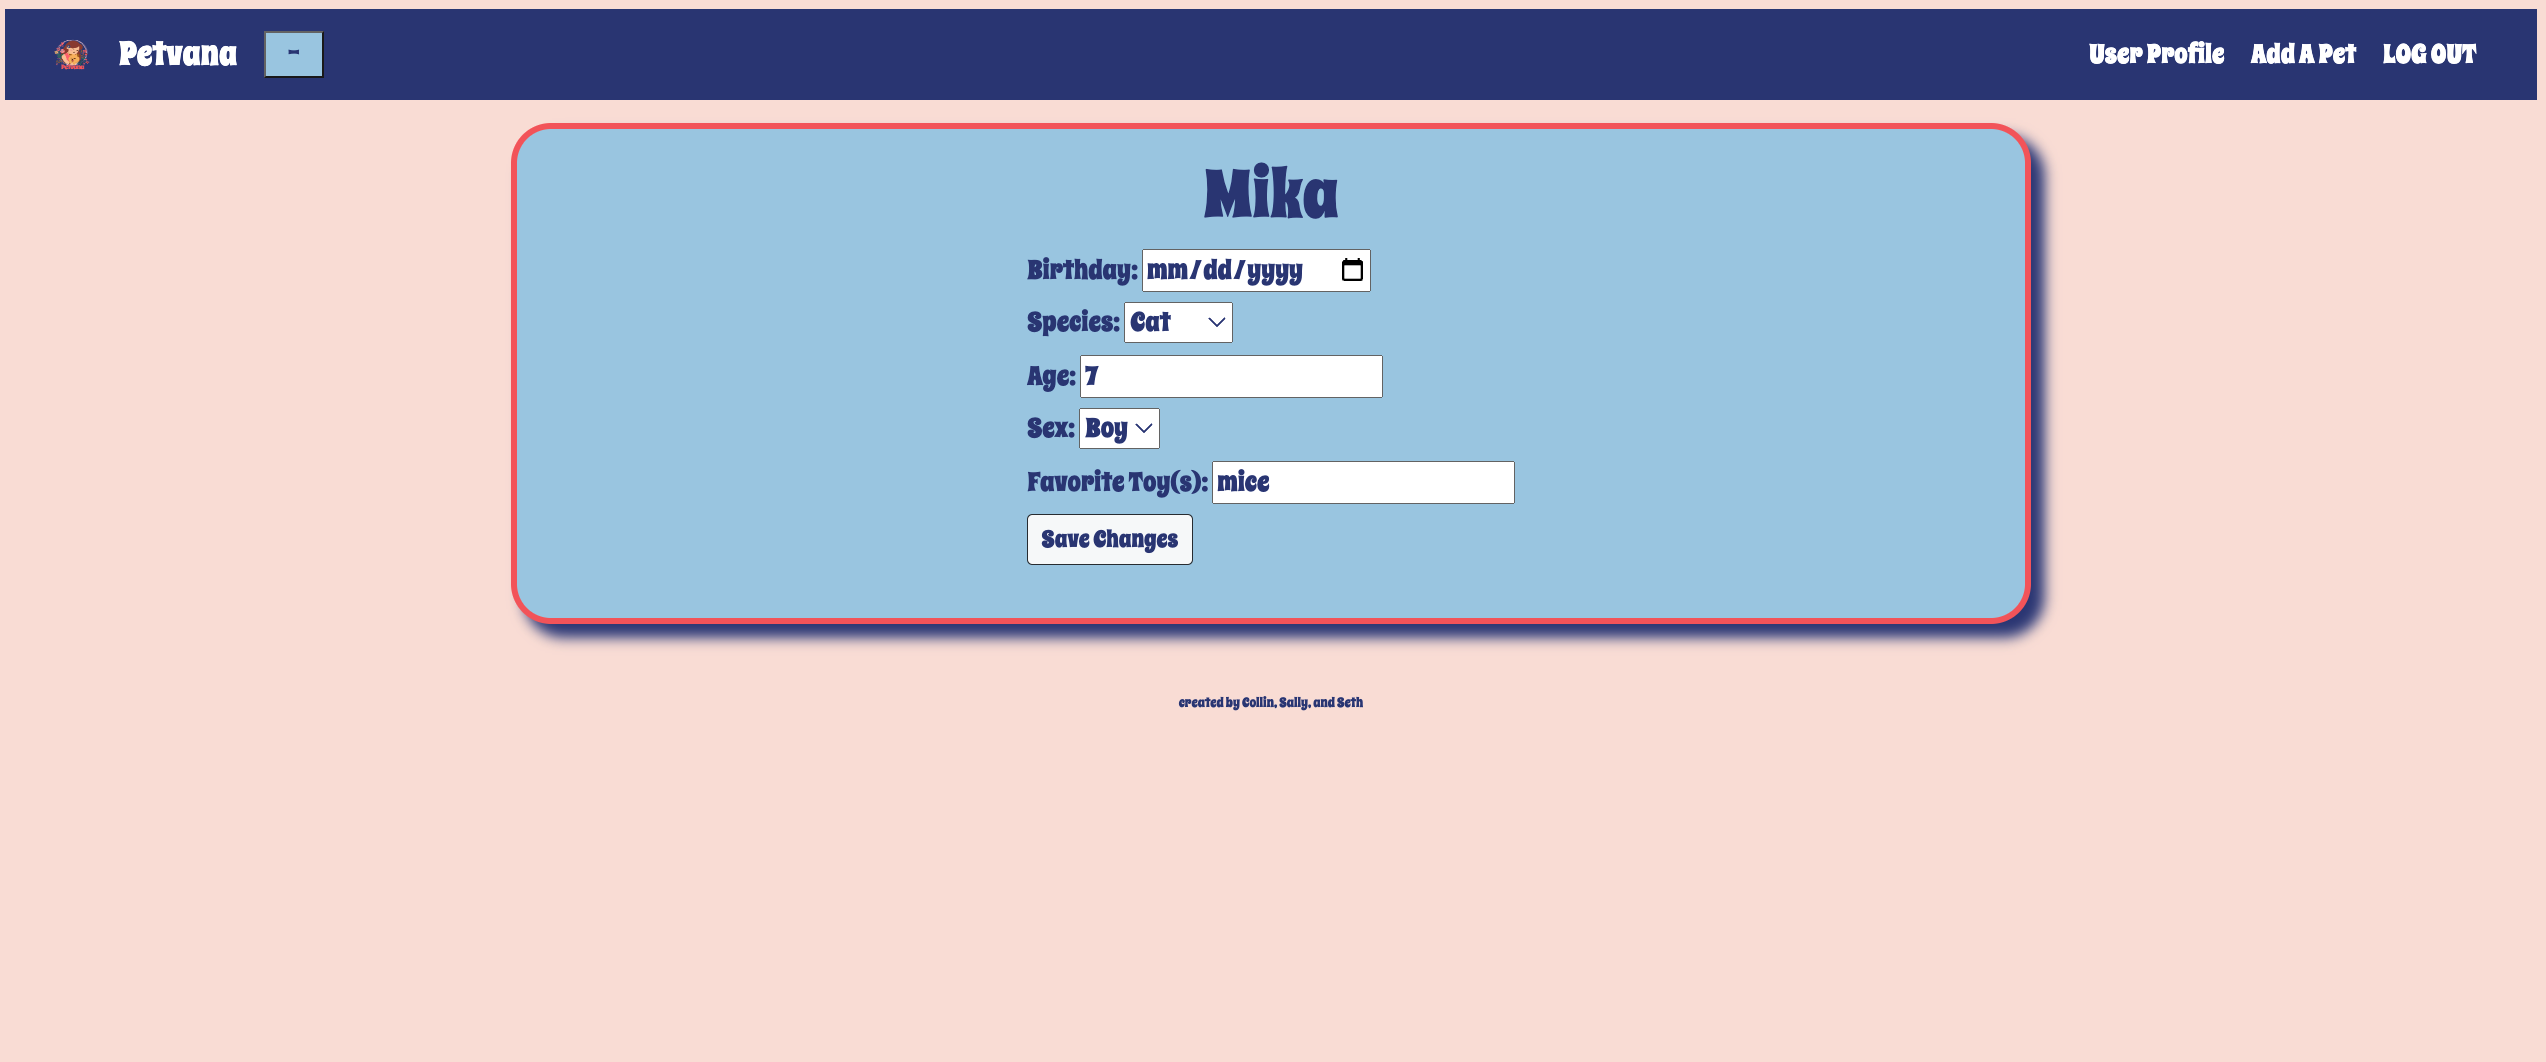 Petvana - User Profile Add A Pet LOG OUT
Mika
Birthday: mm/dd/yyyy
Species: Cat
Age: 7
Sex: Boy
Favorite Toy(s): mice
Save Changes
created by Collin, Sally, and Seth